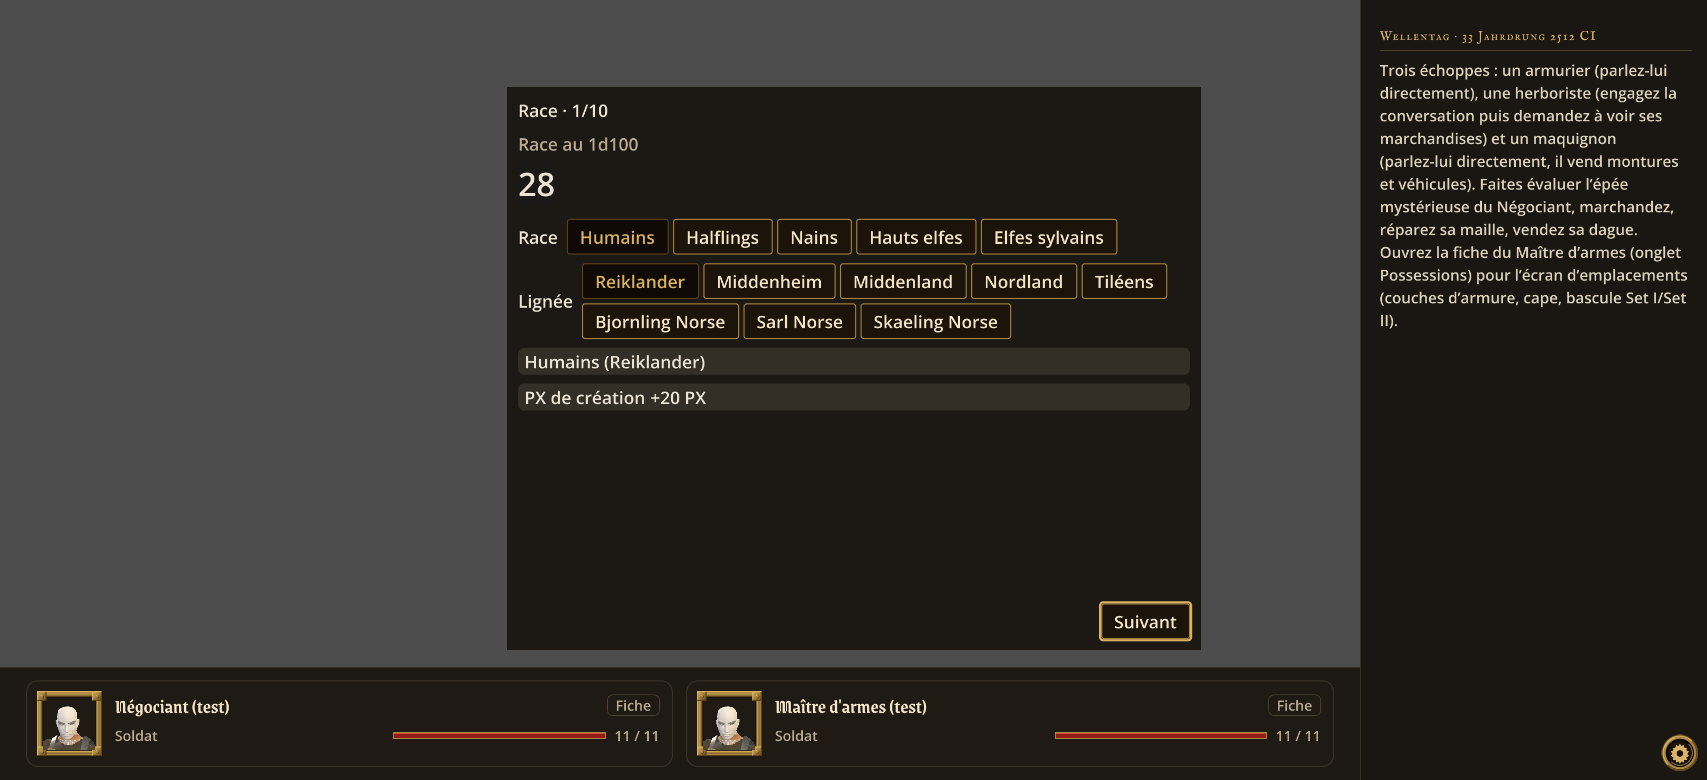 Race · 1/10
Race au 1d100
28
Race Humains Halflings Nains Hauts elfes Elfes sylvains
Lignée Reiklander Middenheim Middenland Nordland Tiléens
Bjornling Norse Sarl Norse Skaeling Norse
Humains (Reiklander)
PX de création +20 PX
Suivant
Négociant (test) Fiche
Soldat 11 / 11
Maître d'armes (test) Fiche
Soldat 11 / 11
Wellentag · 33 Jahrdrung 2512 CI
Trois échoppes : un armurier (parlez-lui
directement), une herboriste (engagez la
conversation puis demandez à voir ses
marchandises) et un maquignon
(parlez-lui directement, il vend montures
et véhicules). Faites évaluer l’épée
mystérieuse du Négociant, marchandez,
réparez sa maille, vendez sa dague.
Ouvrez la fiche du Maître d’armes (onglet
Possessions) pour l’écran d’emplacements
(couches d’armure, cape, bascule Set I/Set
II).